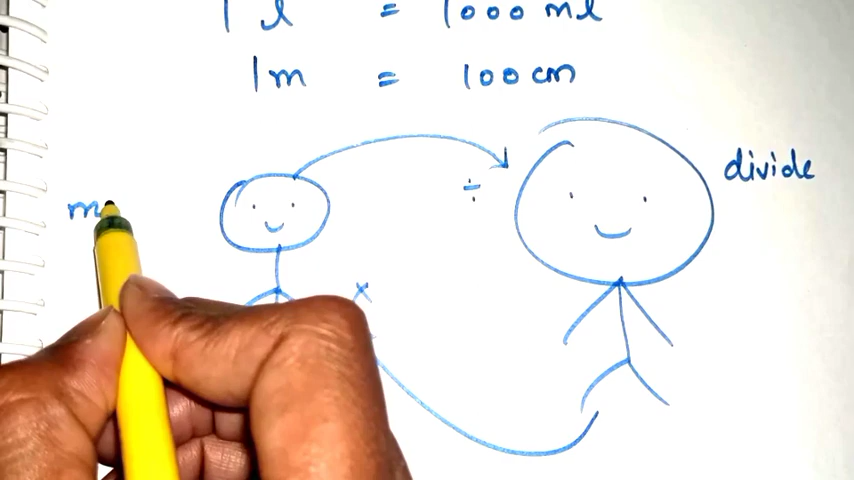 1 l = 1000 ml
1m = 100 cm
÷
divide
m
×